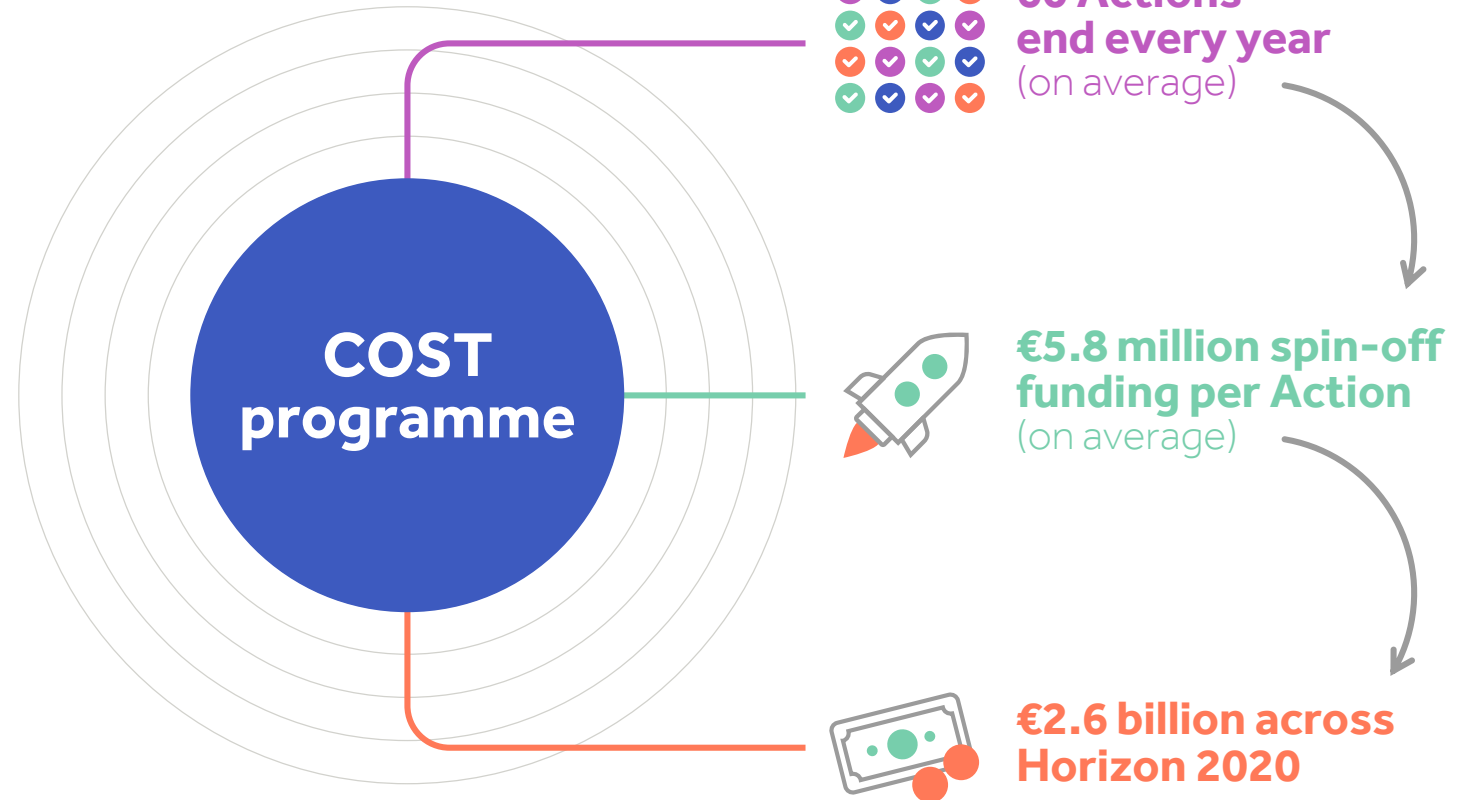 COST
programme
Actions
end every year
(on average)
€5.8 million spin-off
funding per Action
(on average)
€2.6 billion across
Horizon 2020